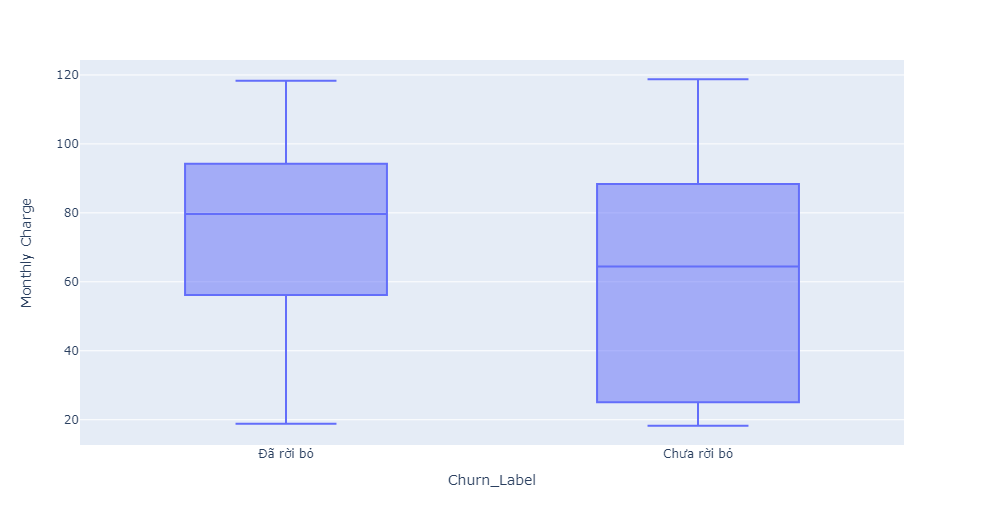 Monthly Charge
120
100
80
60
40
20
Đã rời bỏ
Chưa rời bỏ
Churn_Label